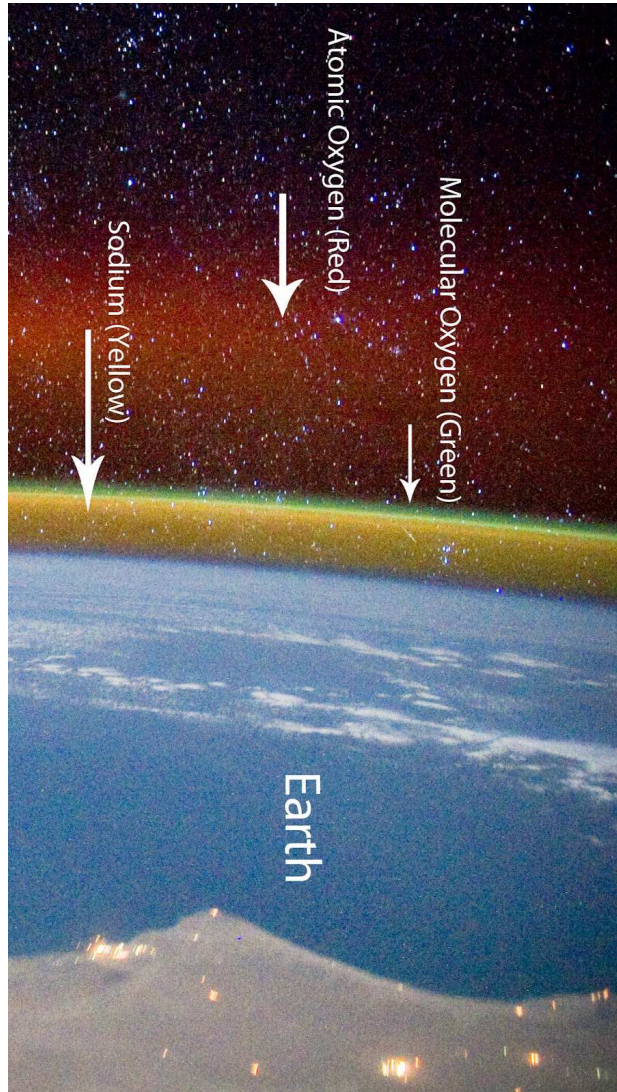 Molecular Oxygen (Green)
Atomic Oxygen (Red)
Earth
Sodium (Yellow)